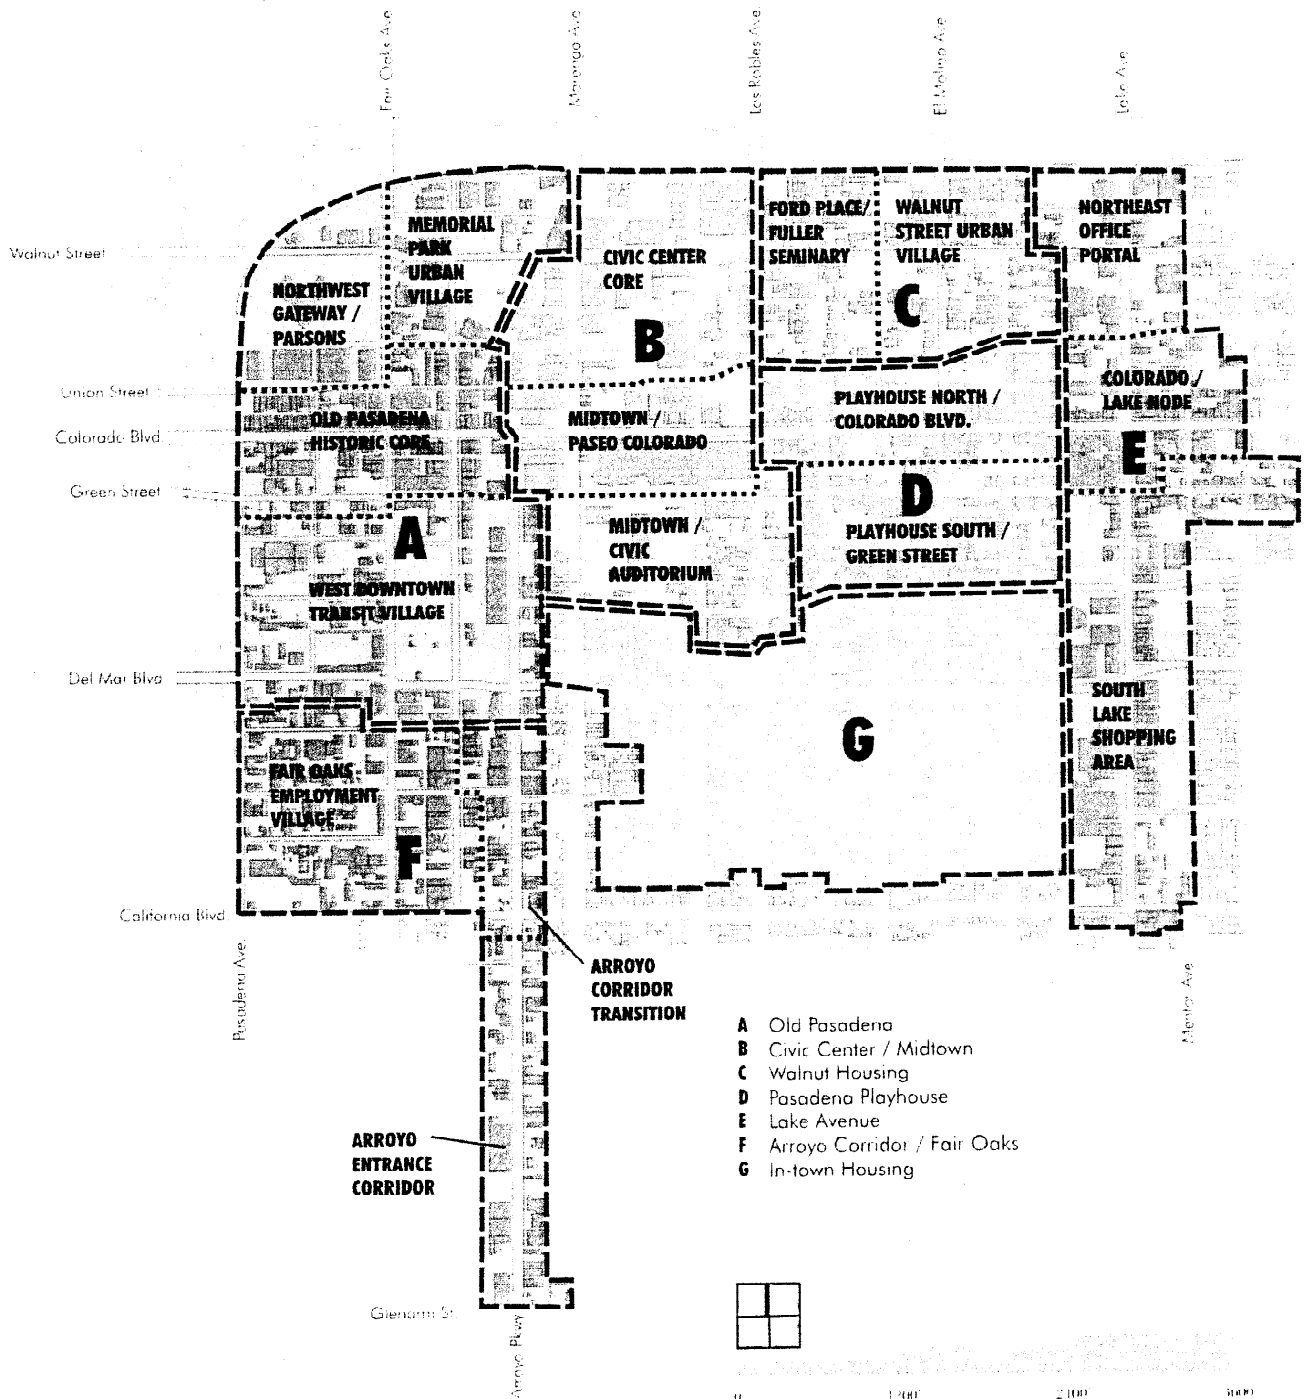 Fair Oaks Ave.
Marengo Ave.
Los Robles Ave.
El Molino Ave.
Lake Ave.
Walnut Street
Union Street
Colorado Blvd.
Green Street
Del Mar Blvd
California Blvd.
Pasadena Ave.
Mentor Ave.
Glenarm St.
Arroyo Pkwy
NORTHWEST
GATEWAY /
PARSONS
MEMORIAL
PARK
URBAN
VILLAGE
CIVIC CENTER
CORE
B
FORD PLACE/
FULLER
SEMINARY
WALNUT
STREET URBAN
VILLAGE
C
NORTHEAST
OFFICE
PORTAL
OLD PASADENA
HISTORIC CORE
MIDTOWN /
PASEO COLORADO
PLAYHOUSE NORTH /
COLORADO BLVD.
COLORADO /
LAKE NODE
E
A
WEST DOWNTOWN
TRANSIT VILLAGE
MIDTOWN /
CIVIC
AUDITORIUM
D
PLAYHOUSE SOUTH /
GREEN STREET
G
SOUTH
LAKE
SHOPPING
AREA
FAIR OAKS
EMPLOYMENT
VILLAGE
F
ARROYO
CORRIDOR
TRANSITION
ARROYO
ENTRANCE
CORRIDOR
A Old Pasadena
B Civic Center / Midtown
C Walnut Housing
D Pasadena Playhouse
E Lake Avenue
F Arroyo Corridor / Fair Oaks
G In-town Housing
0